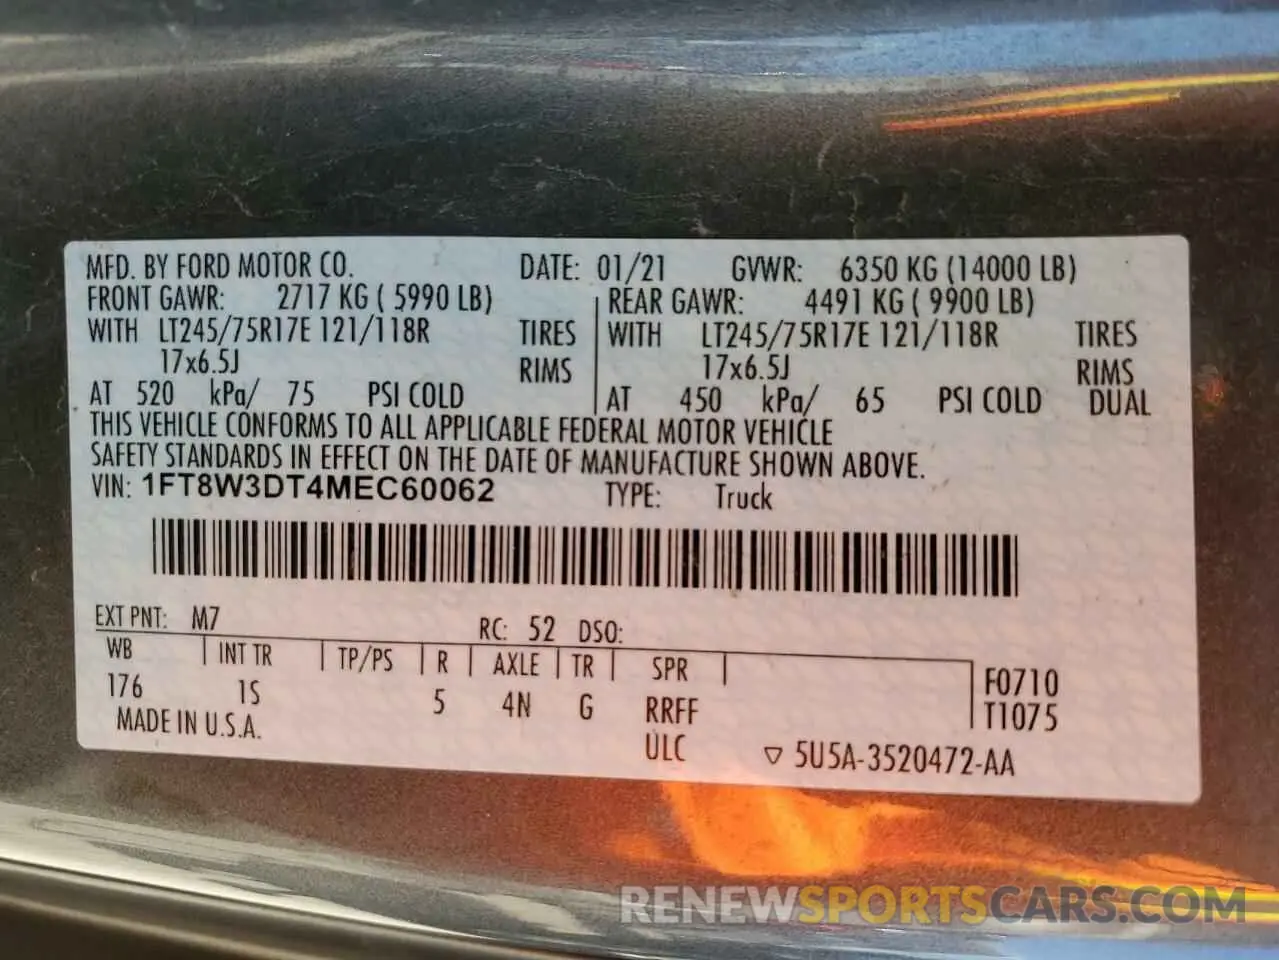 MFD. BY FORD MOTOR CO. DATE: 01/21 GVWR: 6350 KG (14000 LB)
FRONT GAWR: 2717 KG ( 5990 LB) REAR GAWR: 4491 KG ( 9900 LB)
WITH LT245/75R17E 121/118R TIRES WITH LT245/75R17E 121/118R TIRES
17x6.5J RIMS 17x6.5J RIMS
AT 520 kPa/ 75 PSI COLD AT 450 kPa/ 65 PSI COLD DUAL
THIS VEHICLE CONFORMS TO ALL APPLICABLE FEDERAL MOTOR VEHICLE
SAFETY STANDARDS IN EFFECT ON THE DATE OF MANUFACTURE SHOWN ABOVE.
VIN: 1FT8W3DT4MEC60062 TYPE: Truck
EXT PNT: M7 RC: 52 DSO:
WB INT TR TP/PS R AXLE TR SPR F0710
176 1S 5 4N G RRFF T1075
MADE IN U.S.A. ULC ▽ 5U5A-3520472-AA
RENEWSPORTSCARS.COM